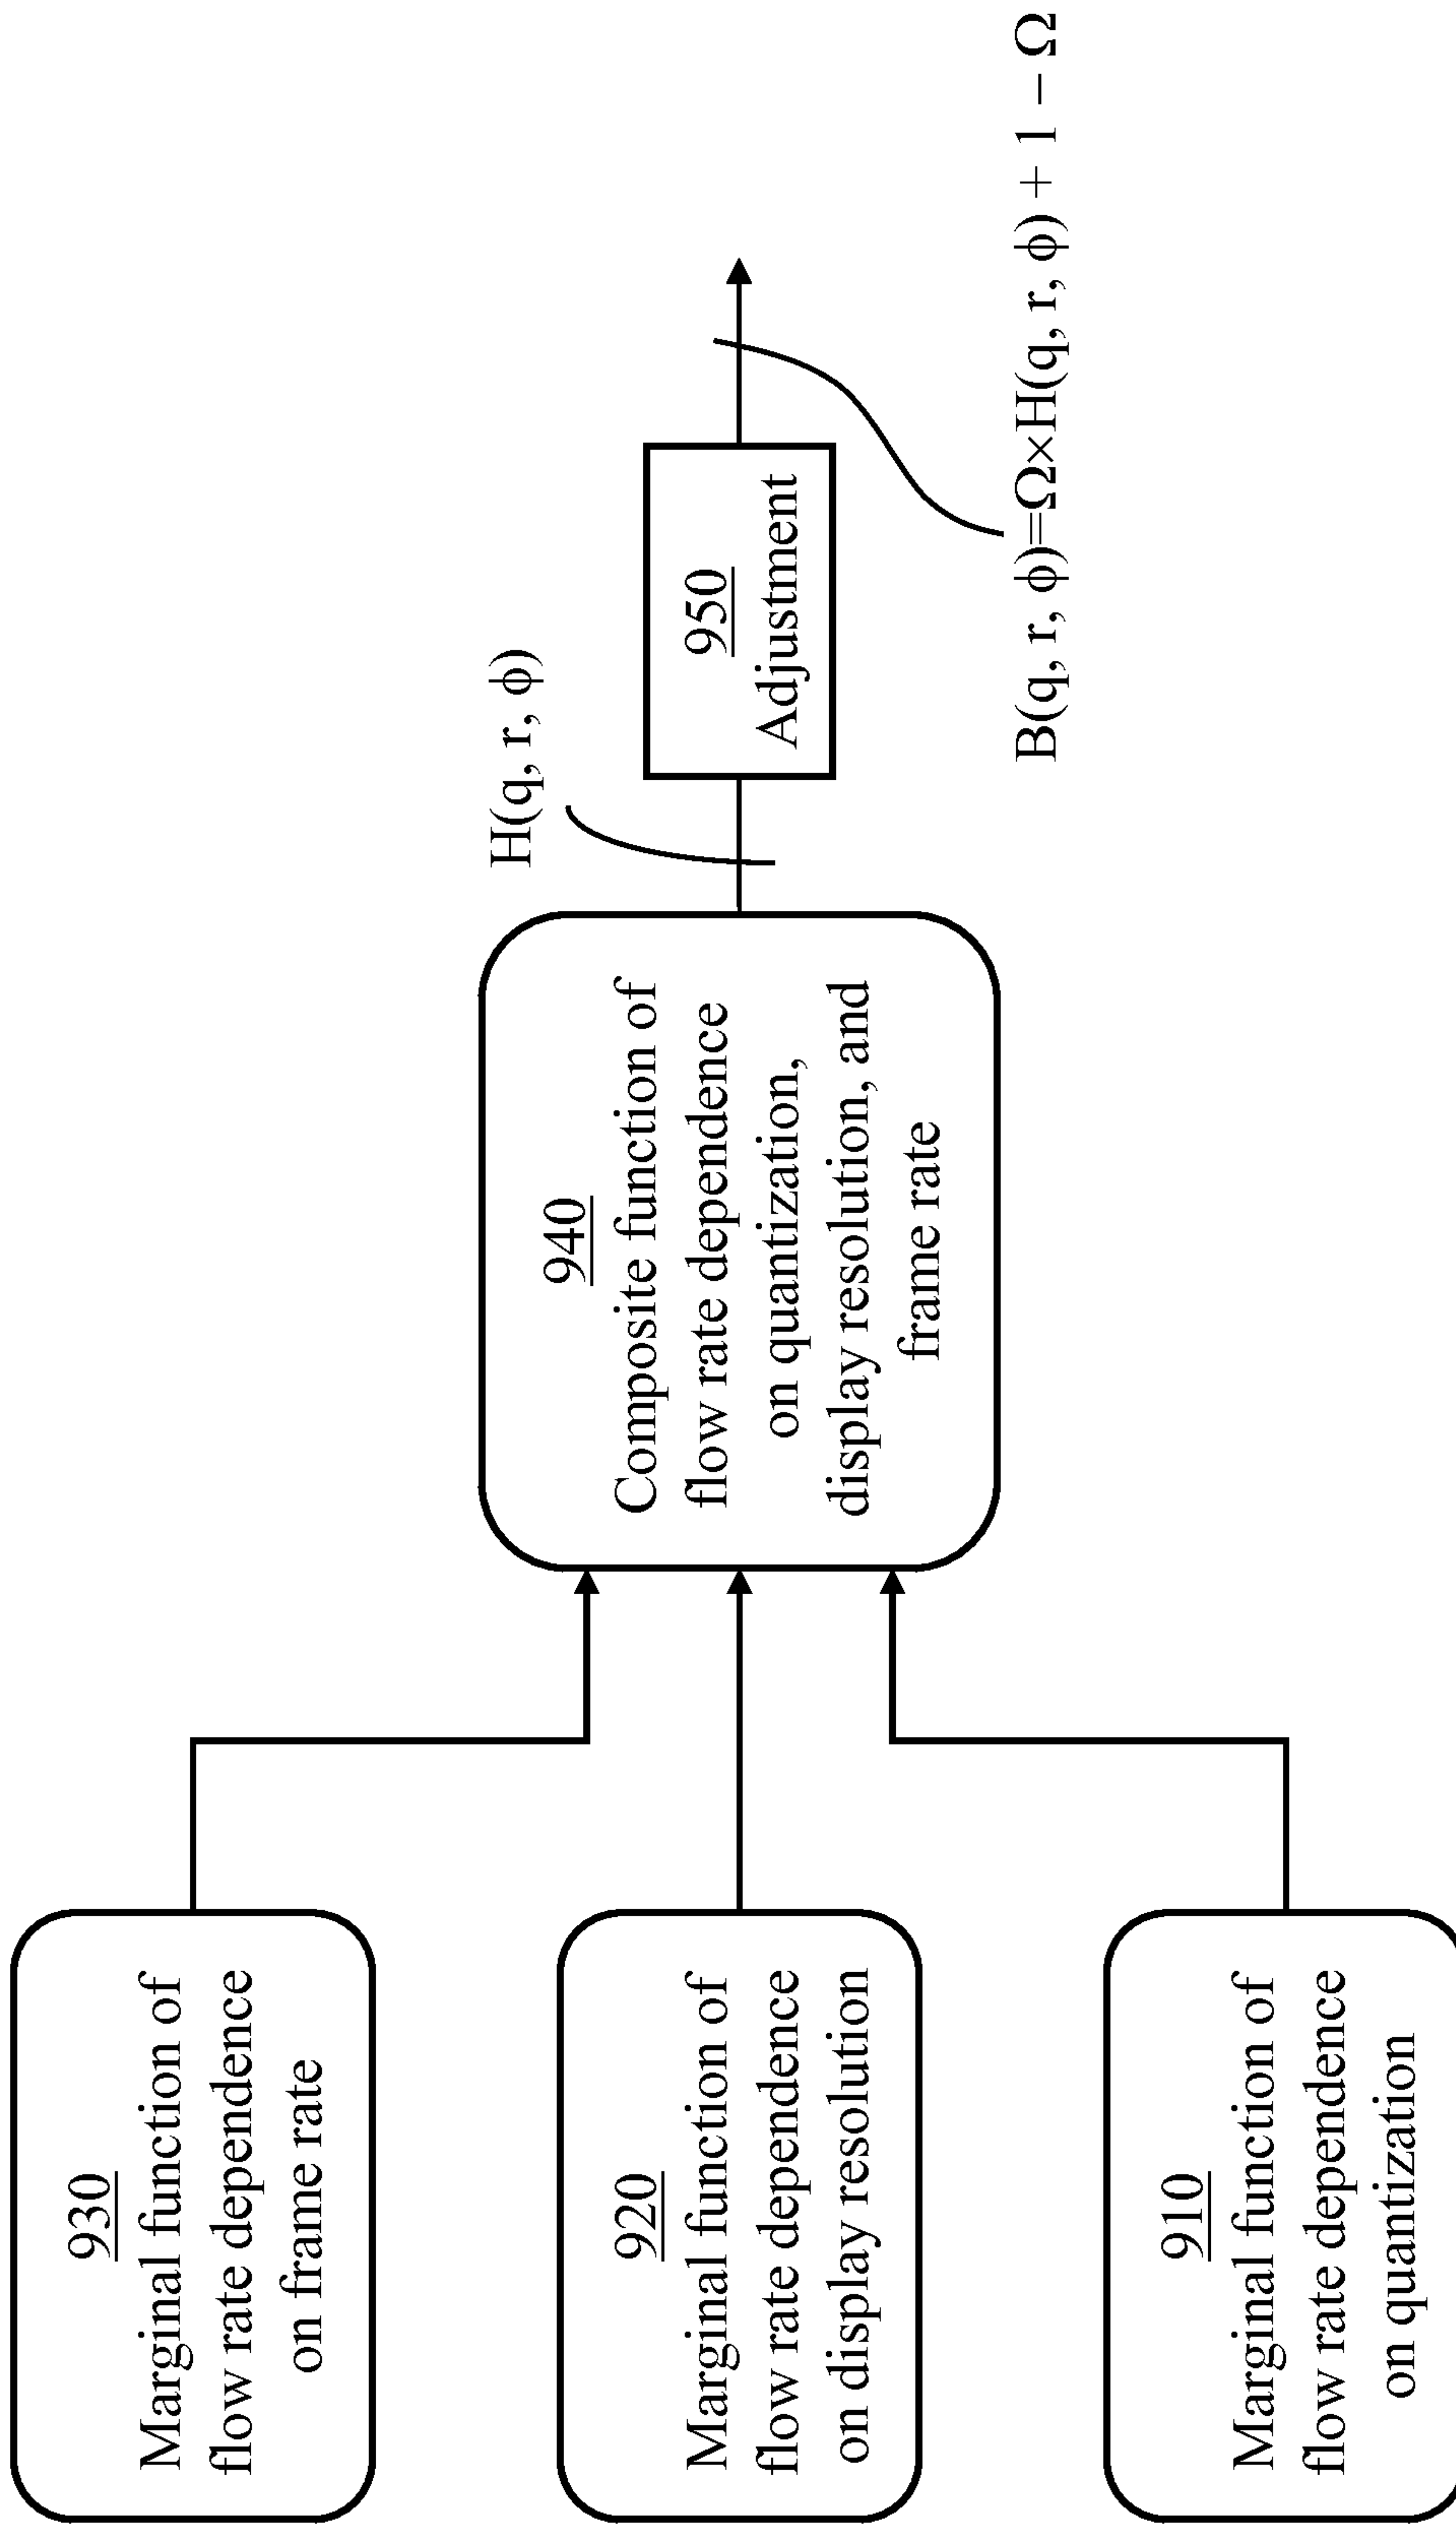 930
Marginal function of
flow rate dependence
on frame rate
920
Marginal function of
flow rate dependence
on display resolution
910
Marginal function of
flow rate dependence
on quantization
940
Composite function of
flow rate dependence
on quantization,
display resolution, and
frame rate
H(q, r, ϕ)
950
Adjustment
B(q, r, ϕ)=Ω×H(q, r, ϕ) + 1 − Ω